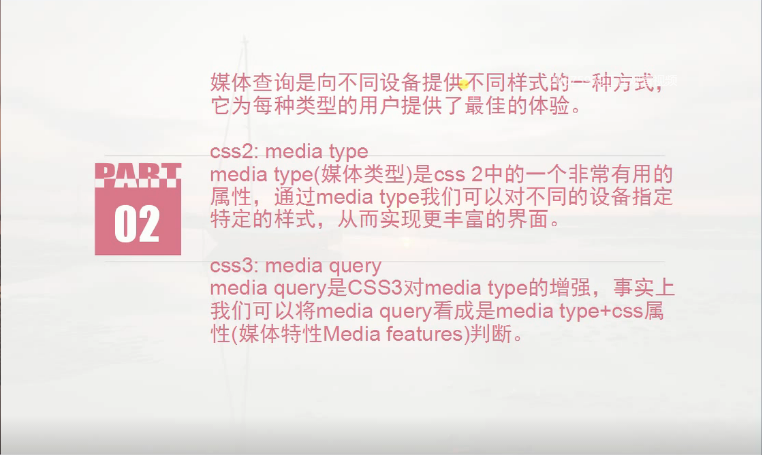 媒体查询是向不同设备提供不同样式的一种方式，
它为每种类型的用户提供了最佳的体验。
css2: media type
media type(媒体类型)是css 2中的一个非常有用的
属性，通过media type我们可以对不同的设备指定
特定的样式，从而实现更丰富的界面。
PART
02
css3: media query
media query是CSS3对media type的增强，事实上
我们可以将media query看成是media type+css属
性(媒体特性Media features)判断。